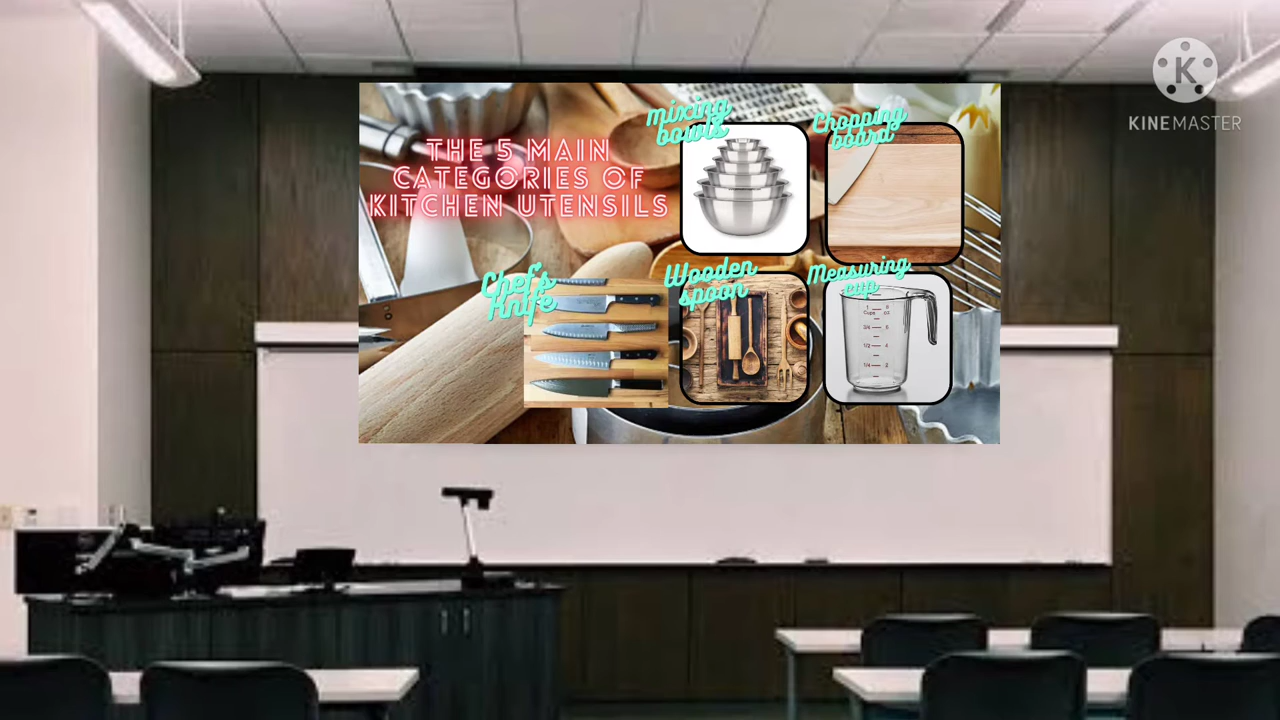 THE 5 MAIN
CATEGORIES OF
KITCHEN UTENSILS
mixing
bowls
Chopping
board
Chef's
Knife
Wooden
spoon
Measuring
cup
KINEMASTER